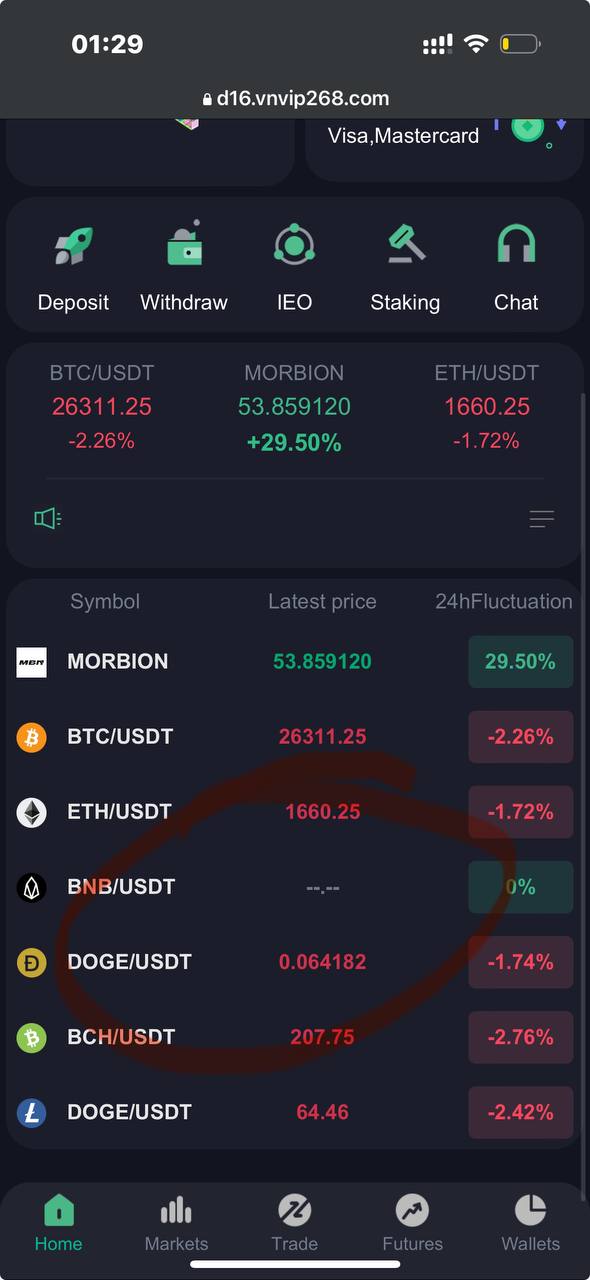 01:29
d16.vnvip268.com
Visa,Mastercard
Deposit Withdraw IEO Staking Chat
BTC/USDT MORBION ETH/USDT
26311.25 53.859120 1660.25
-2.26% +29.50% -1.72%
Symbol Latest price 24hFluctuation
MBN MORBION 53.859120 29.50%
BTC/USDT 26311.25 -2.26%
ETH/USDT 1660.25 -1.72%
BNB/USDT --.-- 0%
DOGE/USDT 0.064182 -1.74%
BCH/USDT 207.75 -2.76%
DOGE/USDT 64.46 -2.42%
Home Markets Trade Futures Wallets